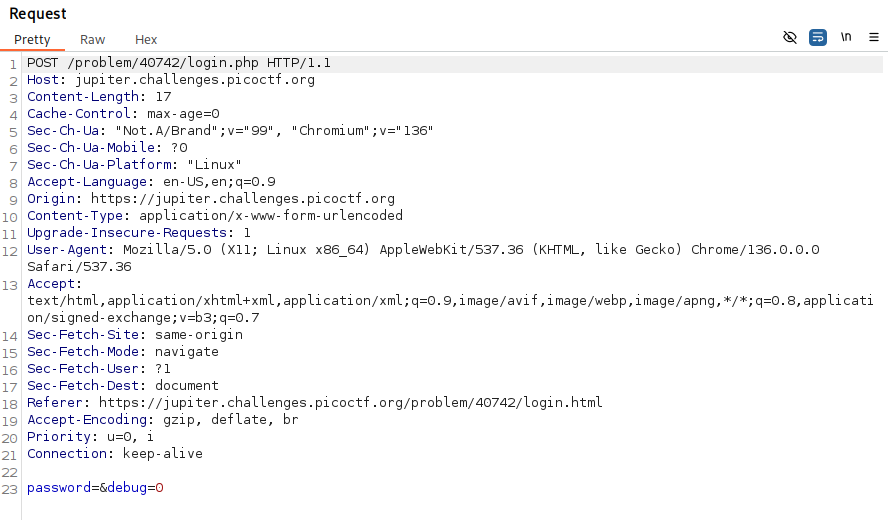 Request
Pretty Raw Hex \n
1 POST /problem/40742/login.php HTTP/1.1
2 Host: jupiter.challenges.picoctf.org
3 Content-Length: 17
4 Cache-Control: max-age=0
5 Sec-Ch-Ua: "Not.A/Brand";v="99", "Chromium";v="136"
6 Sec-Ch-Ua-Mobile: ?0
7 Sec-Ch-Ua-Platform: "Linux"
8 Accept-Language: en-US,en;q=0.9
9 Origin: https://jupiter.challenges.picoctf.org
10 Content-Type: application/x-www-form-urlencoded
11 Upgrade-Insecure-Requests: 1
12 User-Agent: Mozilla/5.0 (X11; Linux x86_64) AppleWebKit/537.36 (KHTML, like Gecko) Chrome/136.0.0.0
Safari/537.36
13 Accept:
text/html,application/xhtml+xml,application/xml;q=0.9,image/avif,image/webp,image/apng,*/*;q=0.8,applicati
on/signed-exchange;v=b3;q=0.7
14 Sec-Fetch-Site: same-origin
15 Sec-Fetch-Mode: navigate
16 Sec-Fetch-User: ?1
17 Sec-Fetch-Dest: document
18 Referer: https://jupiter.challenges.picoctf.org/problem/40742/login.html
19 Accept-Encoding: gzip, deflate, br
20 Priority: u=0, i
21 Connection: keep-alive
22
23 password=&debug=0